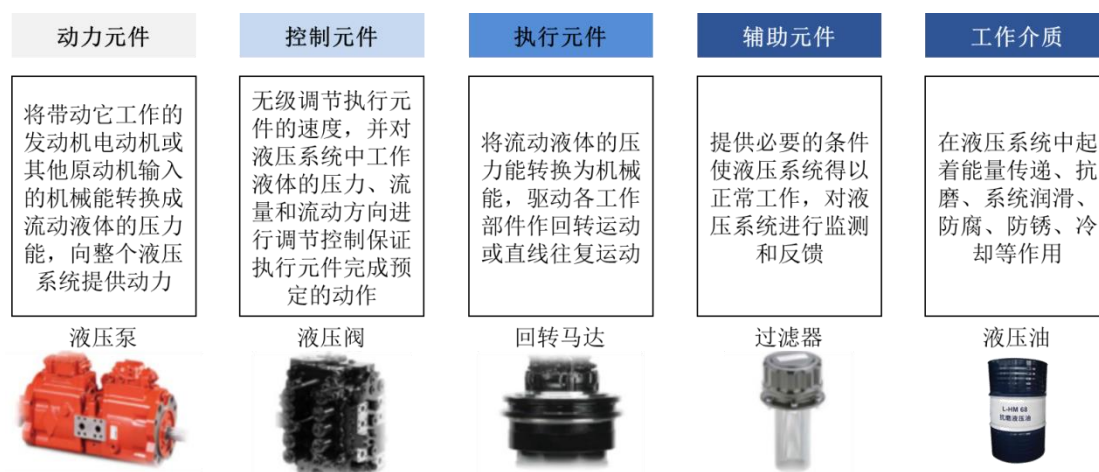 动力元件
将带动它工作的
发动机电动机或
其他原动机输入
的机械能转换成
流动液体的压力
能，向整个液压
系统提供动力
液压泵
控制元件
无级调节执行元
件的速度，并对
液压系统中工作
液体的压力、流
量和流动方向进
行调节控制保证
执行元件完成预
定的动作
液压阀
执行元件
将流动液体的压
力能转换为机械
能，驱动各工作
部件作回转运动
或直线往复运动
回转马达
辅助元件
提供必要的条件
使液压系统得以
正常工作，对液
压系统进行监测
和反馈
过滤器
工作介质
在液压系统中起
着能量传递、抗
磨、系统润滑、
防腐、防锈、冷
却等作用
液压油
L-HM 68
抗磨液压油